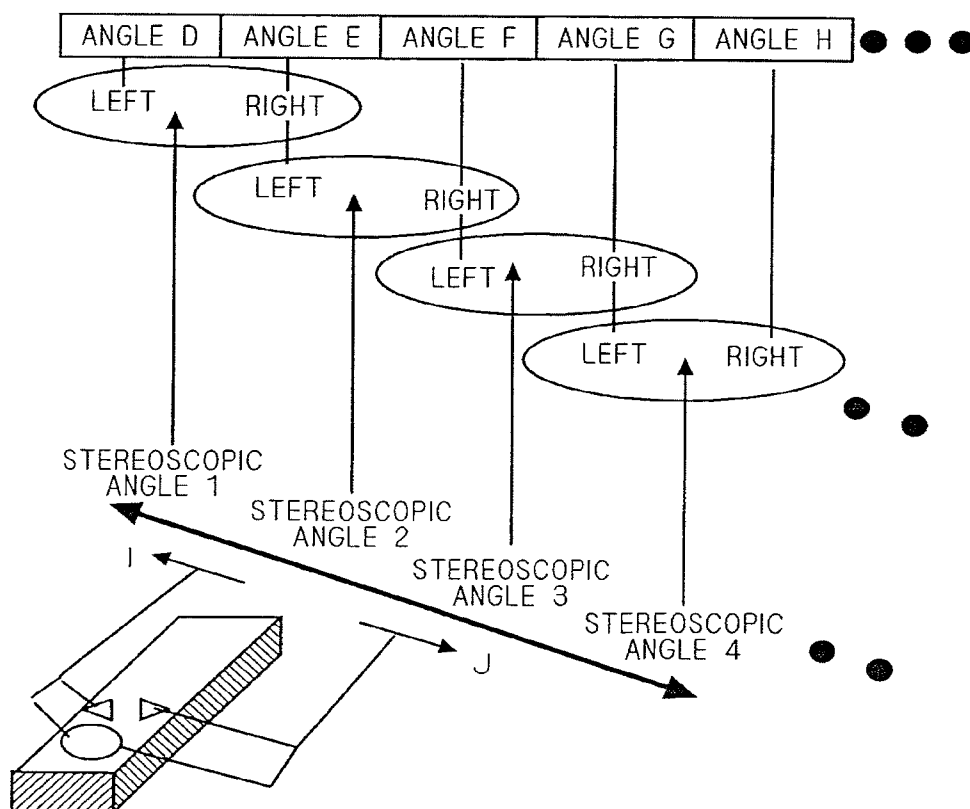 ANGLE D ANGLE E ANGLE F ANGLE G ANGLE H
LEFT RIGHT
LEFT RIGHT
LEFT RIGHT
LEFT RIGHT
STEREOSCOPIC
ANGLE 1
STEREOSCOPIC
ANGLE 2
STEREOSCOPIC
ANGLE 3
STEREOSCOPIC
ANGLE 4
I
J